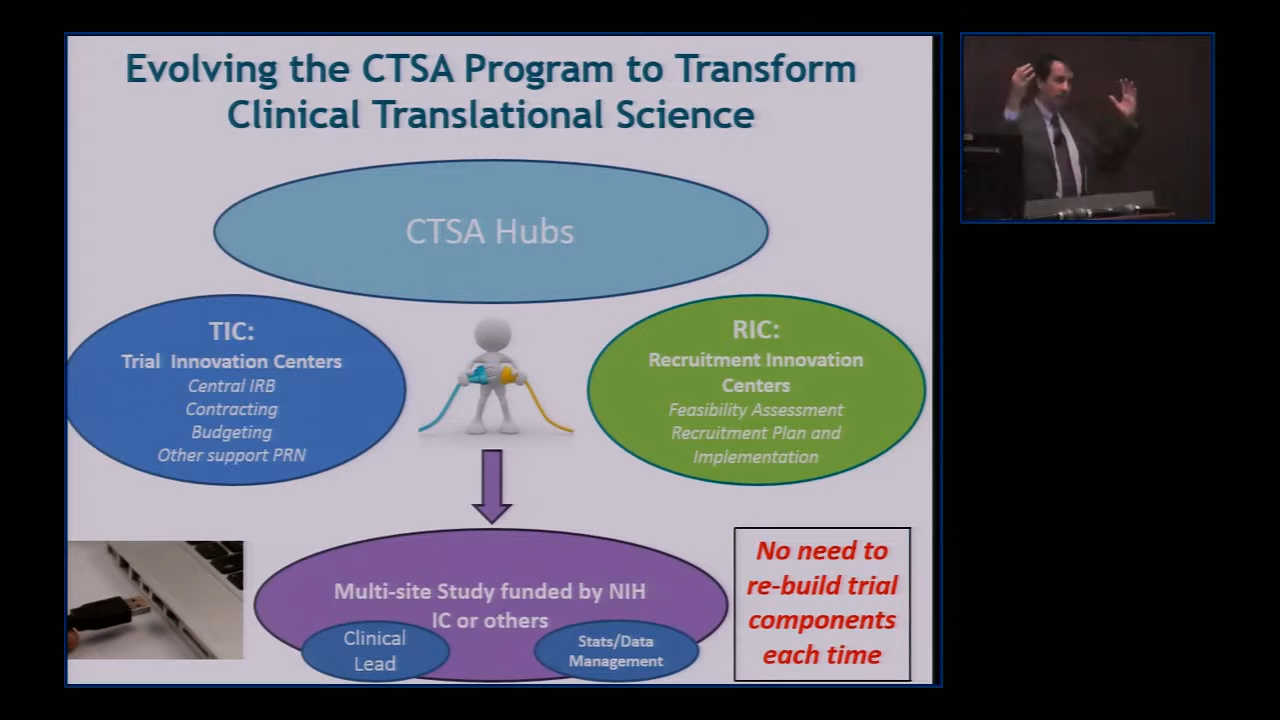 Evolving the CTSA Program to Transform
Clinical Translational Science
CTSA Hubs
TIC:
Trial Innovation Centers
Central IRB
Contracting
Budgeting
Other support PRN
RIC:
Recruitment Innovation
Centers
Feasibility Assessment
Recruitment Plan and
Implementation
Multi-site Study funded by NIH
IC or others
Clinical
Lead
Stats/Data
Management
No need to
re-build trial
components
each time